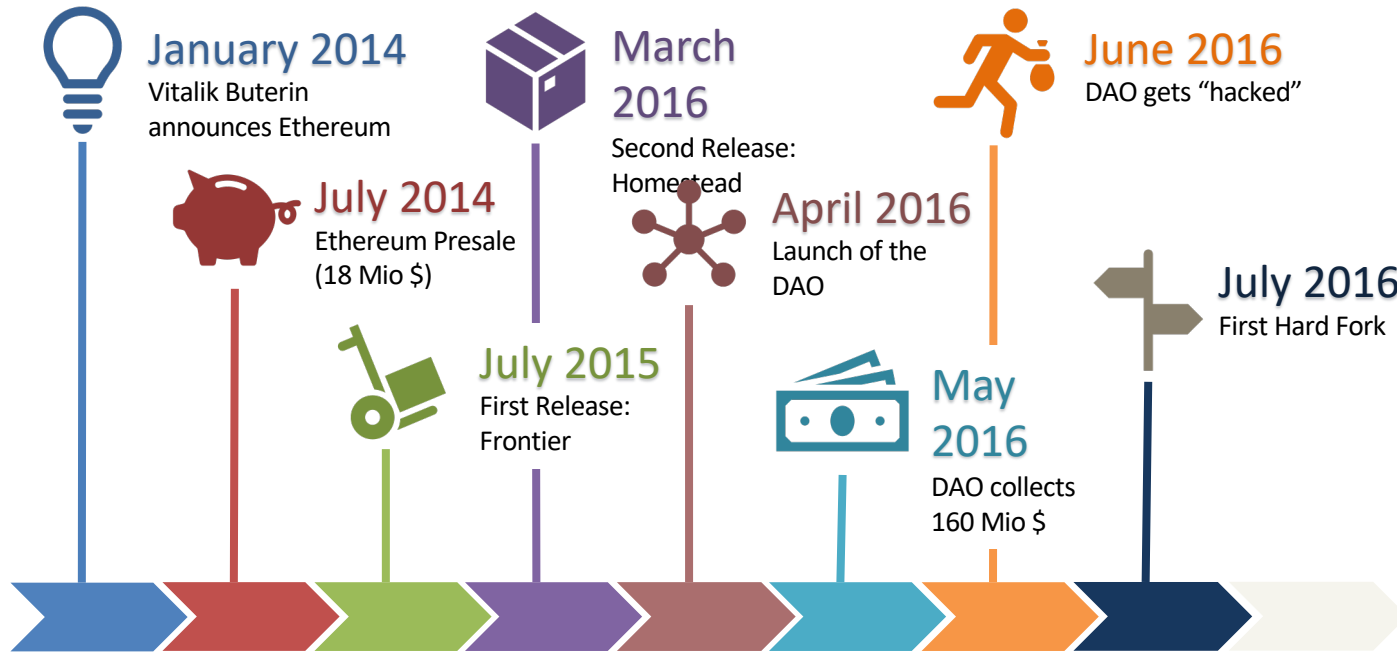 January 2014
Vitalik Buterin
announces Ethereum
July 2014
Ethereum Presale
(18 Mio $)
July 2015
First Release:
Frontier
March
2016
Second Release:
Homestead
April 2016
Launch of the
DAO
May
2016
DAO collects
160 Mio $
June 2016
DAO gets “hacked”
July 2016
First Hard Fork